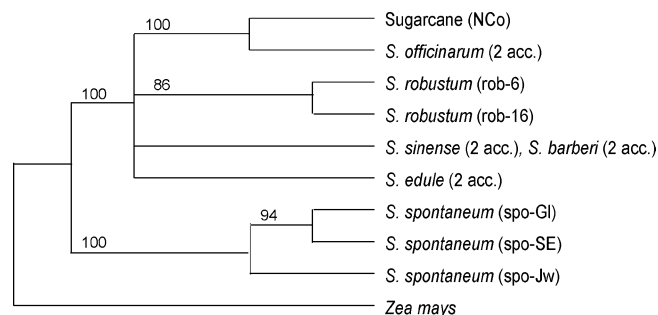 Sugarcane (NCo)
100
S. officinarum (2 acc.)
S. robustum (rob-6)
86
100
S. robustum (rob-16)
S. sinense (2 acc.), S. barberi (2 acc.)
S. edule (2 acc.)
S. spontaneum (spo-Gl)
94
100
S. spontaneum (spo-SE)
S. spontaneum (spo-Jw)
Zea mays